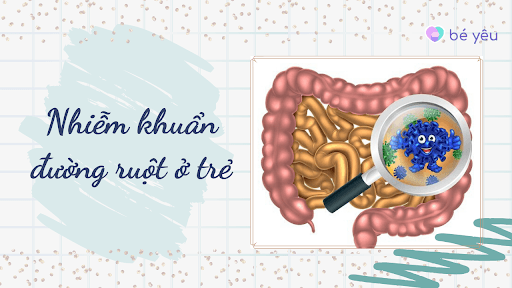 bé yêu
Nhiễm khuẩn
đường ruột ở trẻ